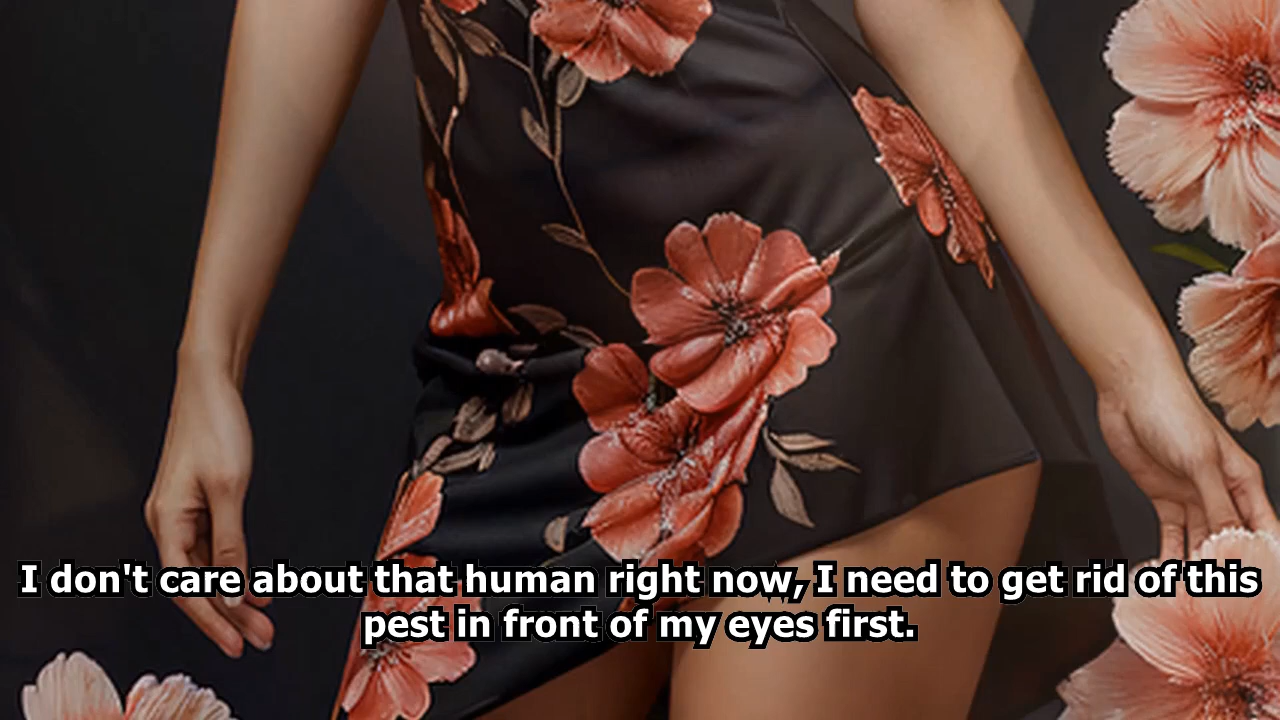 I don't care about that human right now, I need to get rid of this
pest in front of my eyes first.